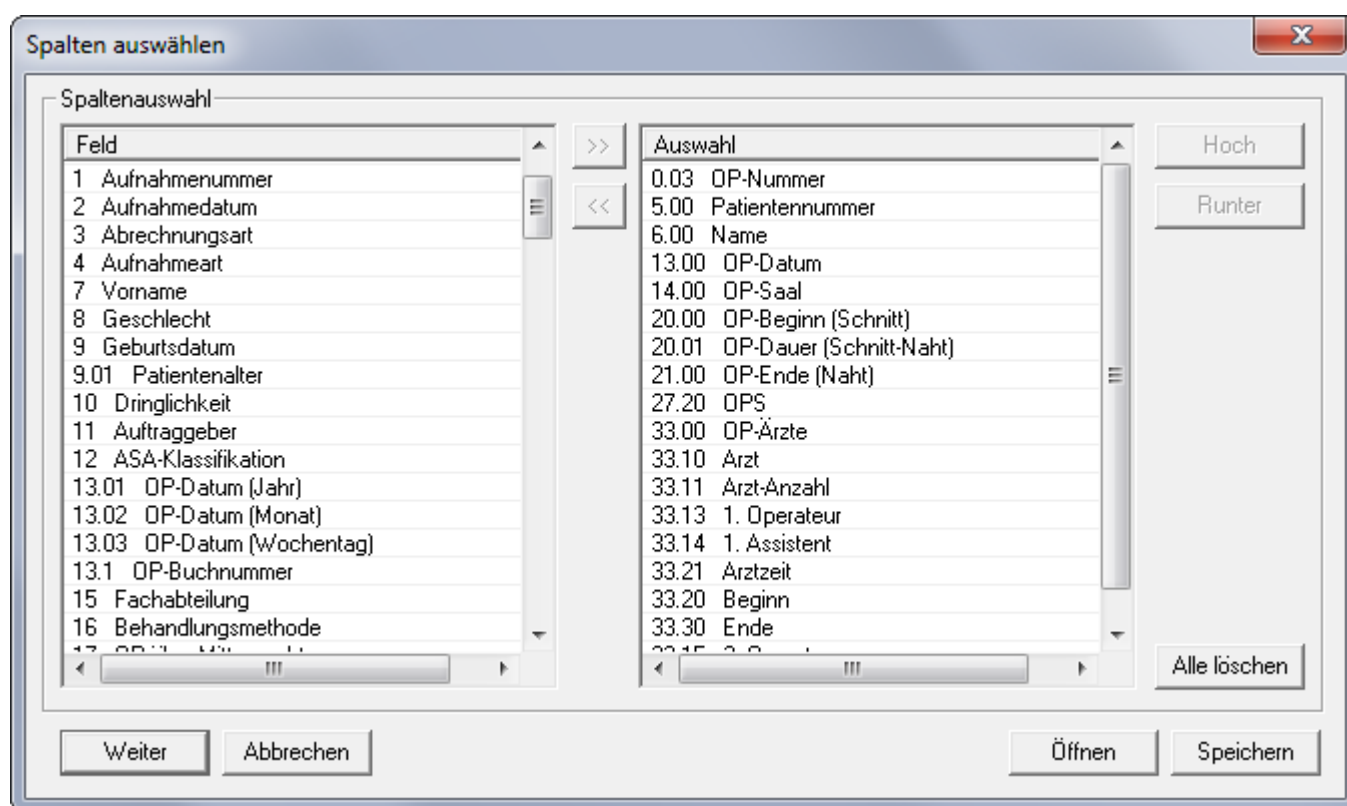 Spalten auswählen
Spaltenauswahl
Feld
1 Aufnahmenummer
2 Aufnahmedatum
3 Abrechnungsart
4 Aufnahmeart
7 Vorname
8 Geschlecht
9 Geburtsdatum
9.01 Patientenalter
10 Dringlichkeit
11 Auftraggeber
12 ASA-Klassifikation
13.01 OP-Datum (Jahr)
13.02 OP-Datum (Monat)
13.03 OP-Datum (Wochentag)
13.1 OP-Buchnummer
15 Fachabteilung
16 Behandlungsmethode
>>
<<
Auswahl
0.03 OP-Nummer
5.00 Patientennummer
6.00 Name
13.00 OP-Datum
14.00 OP-Saal
20.00 OP-Beginn (Schnitt)
20.01 OP-Dauer (Schnitt-Naht)
21.00 OP-Ende (Naht)
27.20 OPS
33.00 OP-Ärzte
33.10 Arzt
33.11 Arzt-Anzahl
33.13 1. Operateur
33.14 1. Assistent
33.21 Arztzeit
33.20 Beginn
33.30 Ende
Hoch
Runter
Alle löschen
Weiter
Abbrechen
Öffnen
Speichern